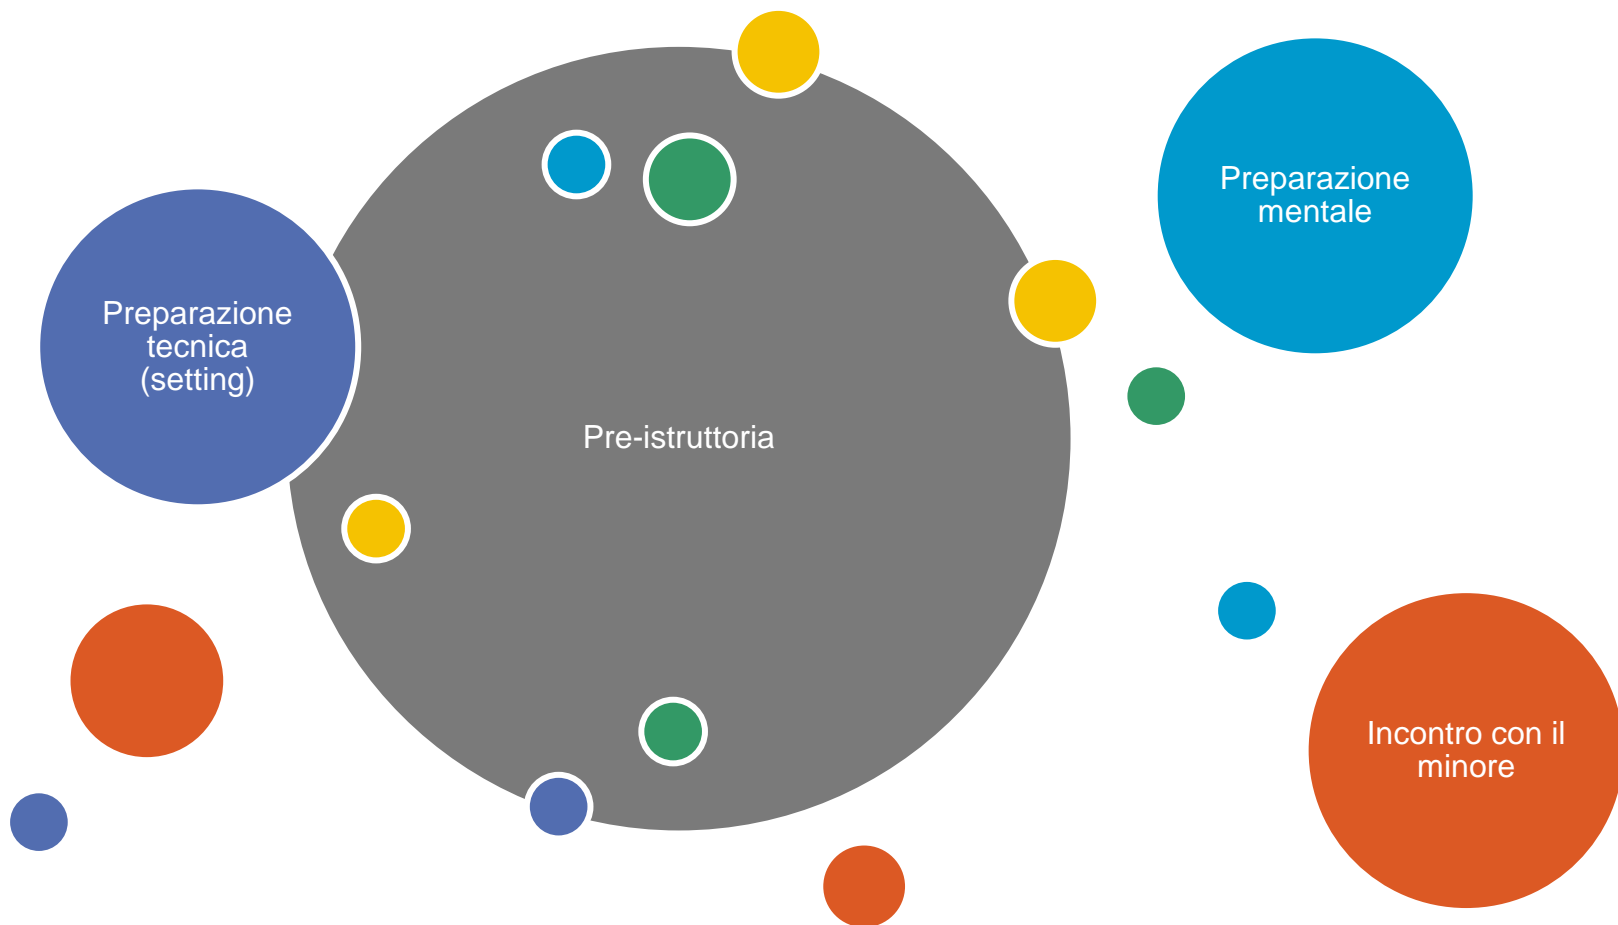 Preparazione
mentale
Preparazione
tecnica
(setting)
Pre-istruttoria
Incontro con il
minore